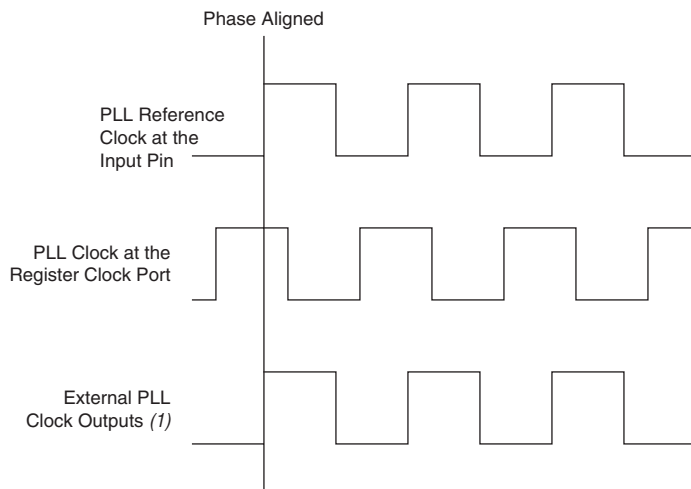 Phase Aligned
PLL Reference
Clock at the
Input Pin
PLL Clock at the
Register Clock Port
External PLL
Clock Outputs (1)